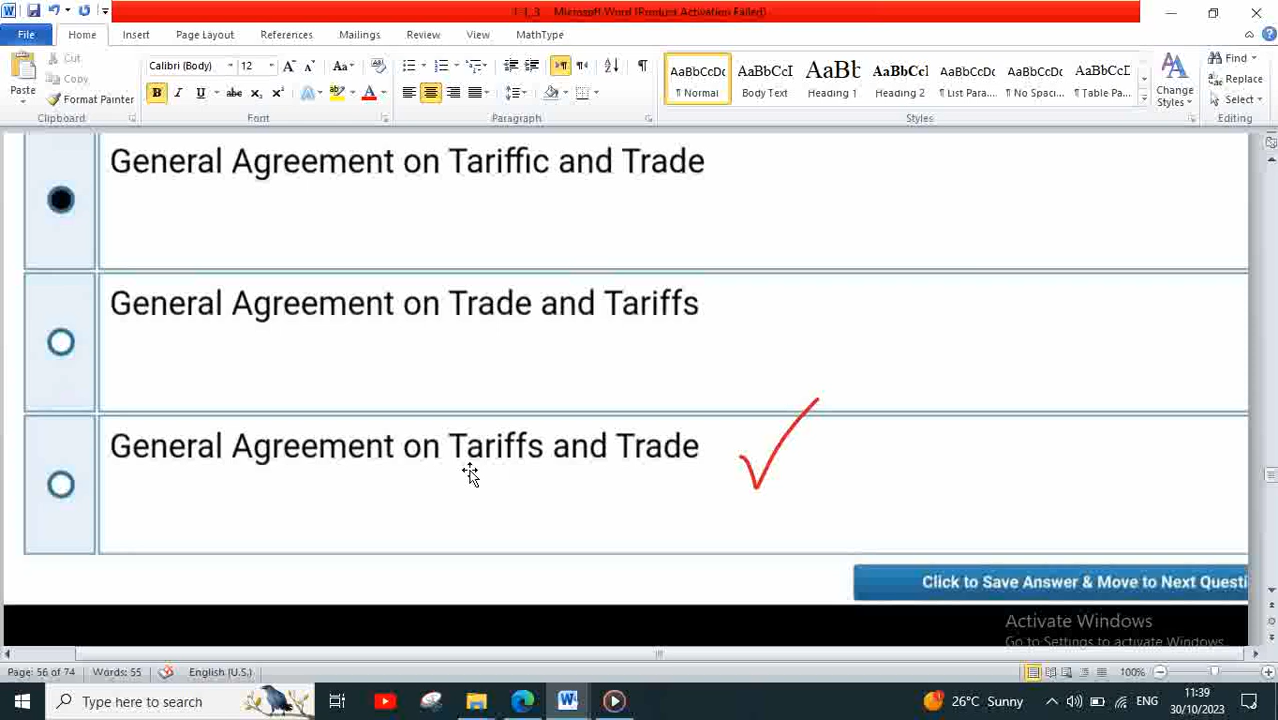 1-1,,3 - Microsoft Word (Product Activation Failed)
File Home Insert Page Layout References Mailings Review View MathType
Paste
Cut
Copy
Format Painter
Clipboard
Calibri (Body) 12
Font
Paragraph
AaBbCcDc AaBbCcI AaBb AaBbCcI AaBbCcDc AaBbCcDc AaBbCcL
¶ Normal Body Text Heading 1 Heading 2 ¶ List Para... ¶ No Spaci... ¶ Table Pa...
Change
Styles
Styles
Find
Replace
Select
Editing
General Agreement on Tariffic and Trade
General Agreement on Trade and Tariffs
General Agreement on Tariffs and Trade
Click to Save Answer & Move to Next Questi
Activate Windows
Go to Settings to activate Windows.
Page: 56 of 74 Words: 55 English (U.S.) 100%
Type here to search
26°C Sunny
ENG
11:39
30/10/2023